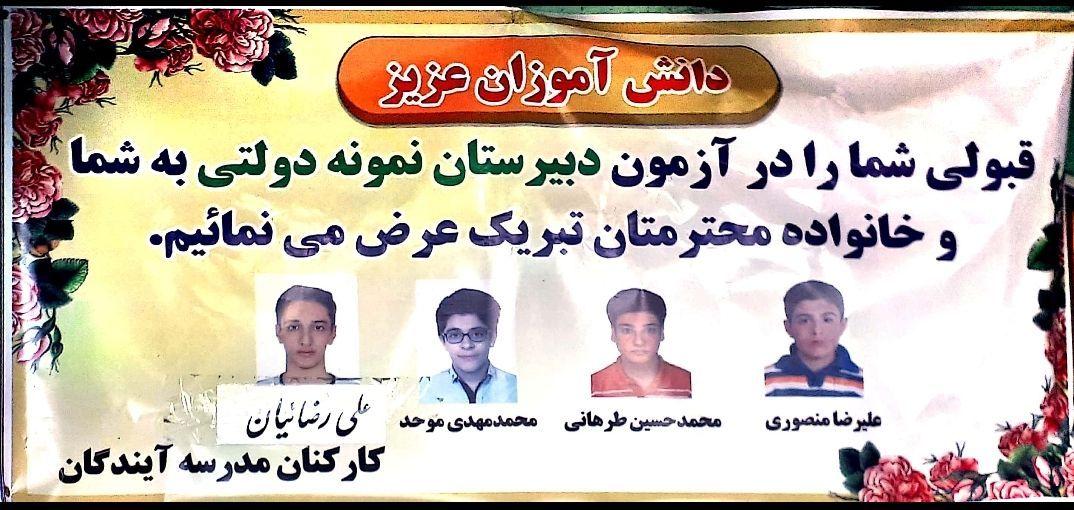 دانش آموزان عزیز
قبولی شما را در آزمون دبیرستان نمونه دولتی به شما
و خانواده محترمتان تبریک عرض می نمائیم.
علیرضا منصوری
محمدحسین طرهانی
محمدمهدی موحد
علی رضائیان
کارکنان مدرسه آیندگان